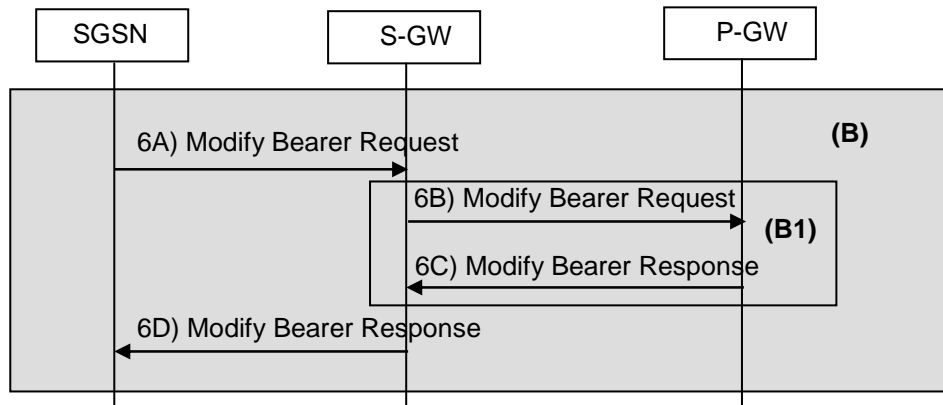 SGSN
S-GW
P-GW
(B)
6A) Modify Bearer Request
6B) Modify Bearer Request
(B1)
6C) Modify Bearer Response
6D) Modify Bearer Response